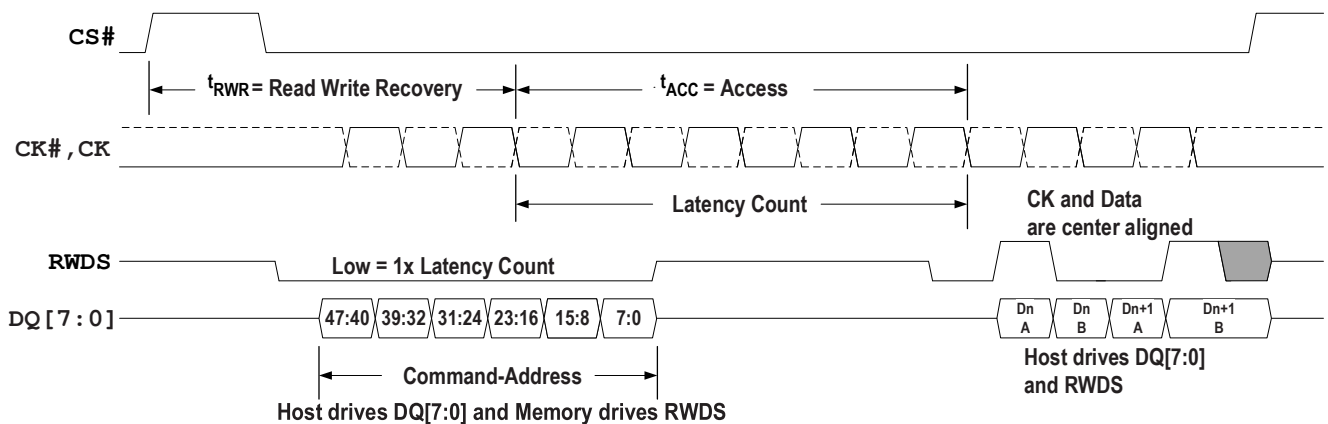 CS#
tRWR = Read Write Recovery
tACC = Access
CK#,CK
Latency Count
CK and Data
are center aligned
RWDS
Low = 1x Latency Count
DQ[7:0]
47:40 39:32 31:24 23:16 15:8 7:0
Dn Dn Dn+1 Dn+1
A B A B
Command-Address
Host drives DQ[7:0]
and RWDS
Host drives DQ[7:0] and Memory drives RWDS